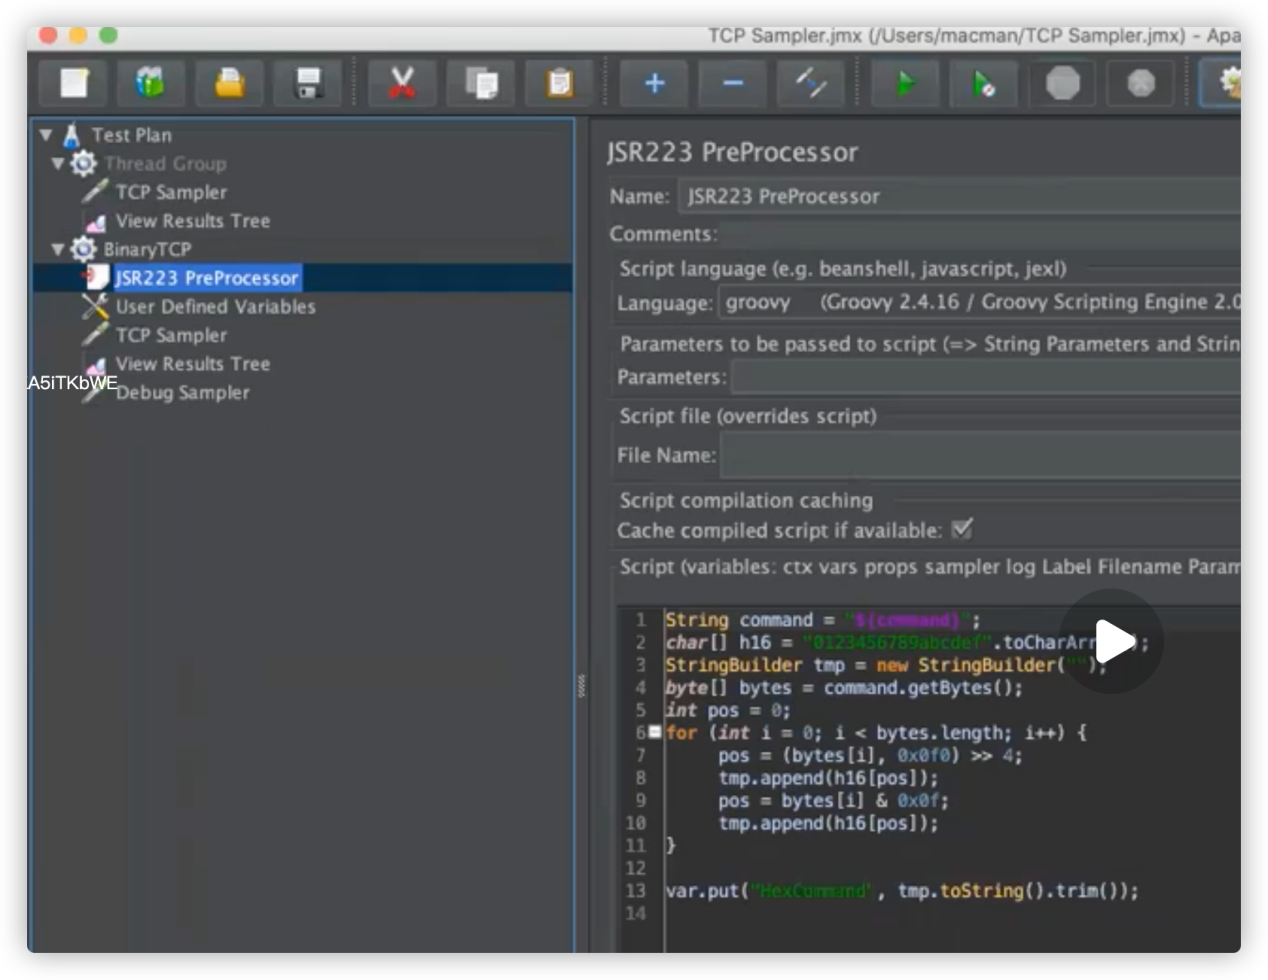 TCP Sampler.jmx (/Users/macman/TCP Sampler.jmx) - Apa
Test Plan
Thread Group
TCP Sampler
View Results Tree
BinaryTCP
JSR223 PreProcessor
User Defined Variables
TCP Sampler
View Results Tree
A5iTKbWE
Debug Sampler
JSR223 PreProcessor
Name: JSR223 PreProcessor
Comments:
Script language (e.g. beanshell, javascript, jexl)
Language: groovy (Groovy 2.4.16 / Groovy Scripting Engine 2.0
Parameters to be passed to script (=> String Parameters and Strin
Parameters:
Script file (overrides script)
File Name:
Script compilation caching
Cache compiled script if available:
Script (variables: ctx vars props sampler log Label Filename Param
1 String command = "${command}";
2 char[] h16 = "0123456789abcdef".toCharArr);
3 StringBuilder tmp = new StringBuilder("");
4 byte[] bytes = command.getBytes();
5 int pos = 0;
6 for (int i = 0; i < bytes.length; i++) {
7 pos = (bytes[i], 0x0f0) >> 4;
8 tmp.append(h16[pos]);
9 pos = bytes[i] & 0x0f;
10 tmp.append(h16[pos]);
11 }
12
13 var.put("HexCommand", tmp.toString().trim());
14